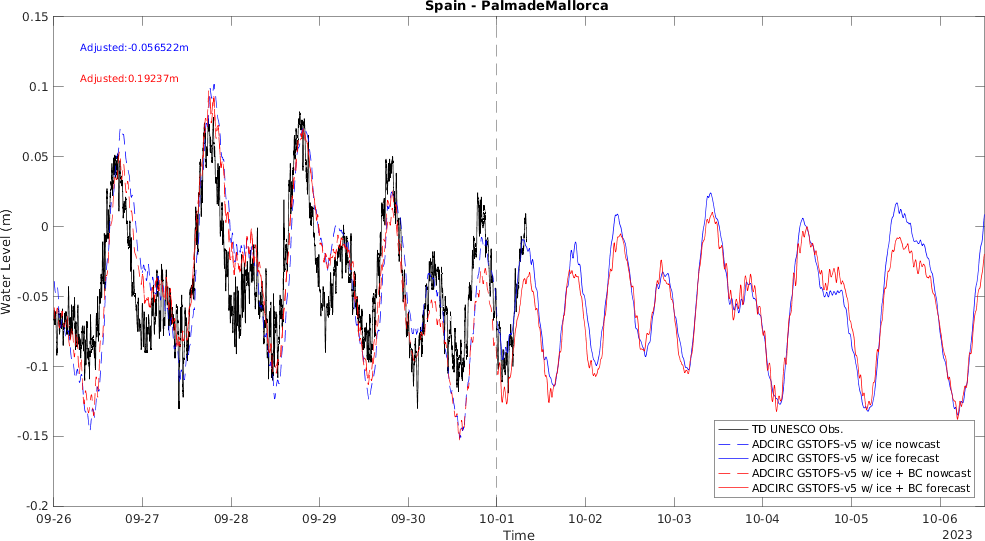 Spain - PalmadeMallorca
0.15
0.1
0.05
0
-0.05
-0.1
-0.15
-0.2
Water Level (m)
Adjusted:-0.056522m
Adjusted:0.19237m
TD UNESCO Obs.
ADCIRC GSTOFS-v5 w/ ice nowcast
ADCIRC GSTOFS-v5 w/ ice forecast
ADCIRC GSTOFS-v5 w/ ice + BC nowcast
ADCIRC GSTOFS-v5 w/ ice + BC forecast
09-26 09-27 09-28 09-29 09-30 10-01 10-02 10-03 10-04 10-05 10-06
2023
Time